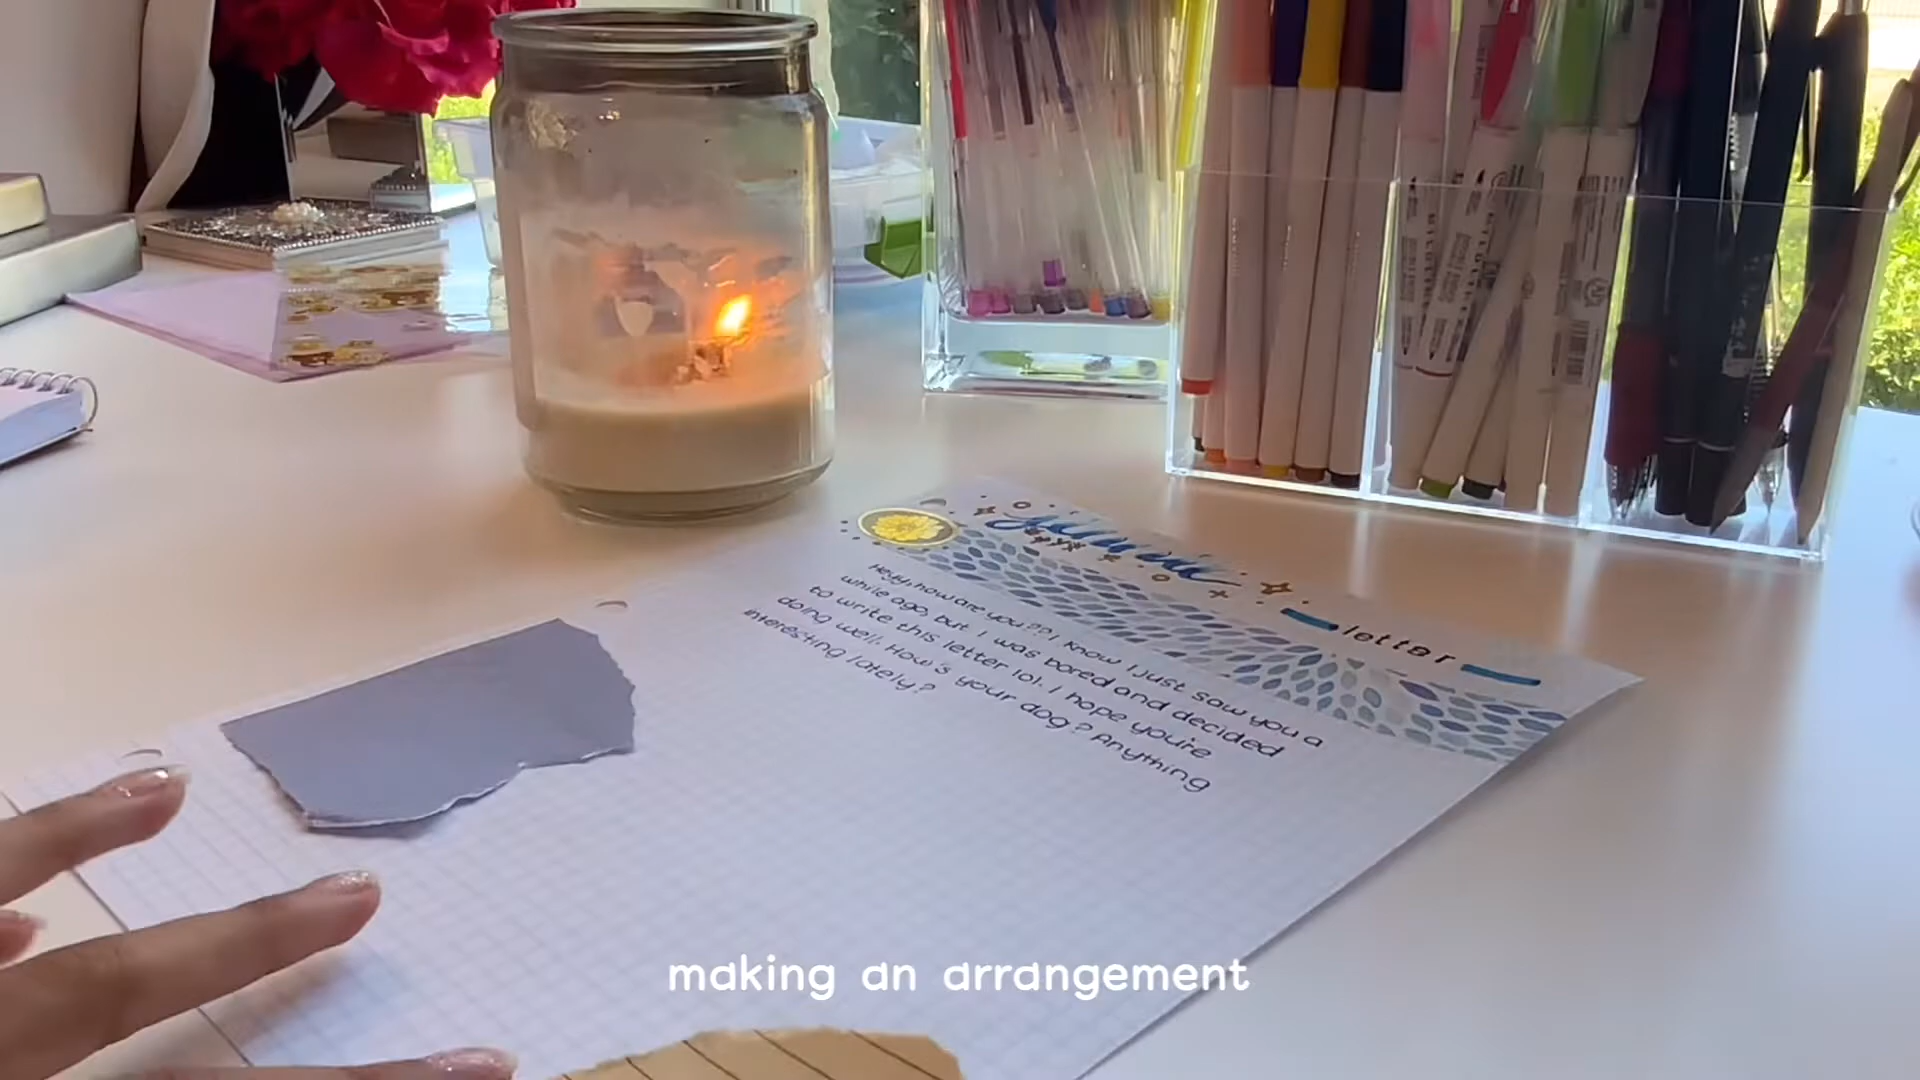 letter
Heyy, how are you??! I know I just saw you a
while ago, but I was bored and decided
to write this letter lol. I hope you're
doing well. How's your dog? Anything
interesting lately?
making an arrangement